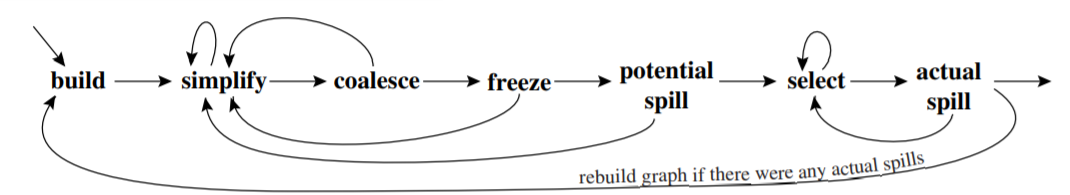 build simplify coalesce freeze potential spill select actual spill
rebuild graph if there were any actual spills